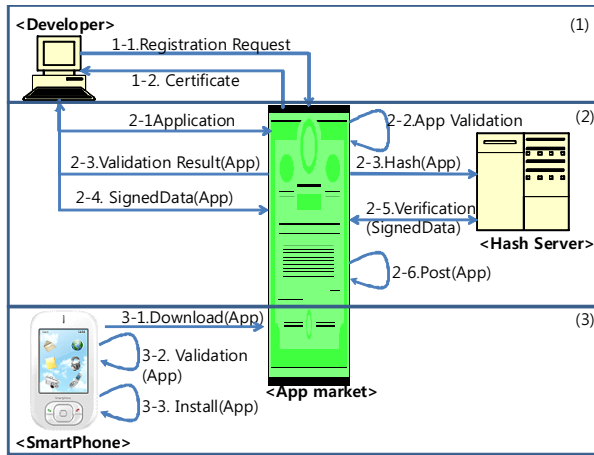 <Developer>
(1)
1-1.Registration Request
1-2. Certificate
2-1Application
2-2.App Validation
(2)
2-3.Validation Result(App)
2-3.Hash(App)
2-4. SignedData(App)
2-5.Verification
(SignedData)
<Hash Server>
2-6.Post(App)
3-1.Download(App)
(3)
3-2. Validation
(App)
3-3. Install(App)
<App market>
<SmartPhone>